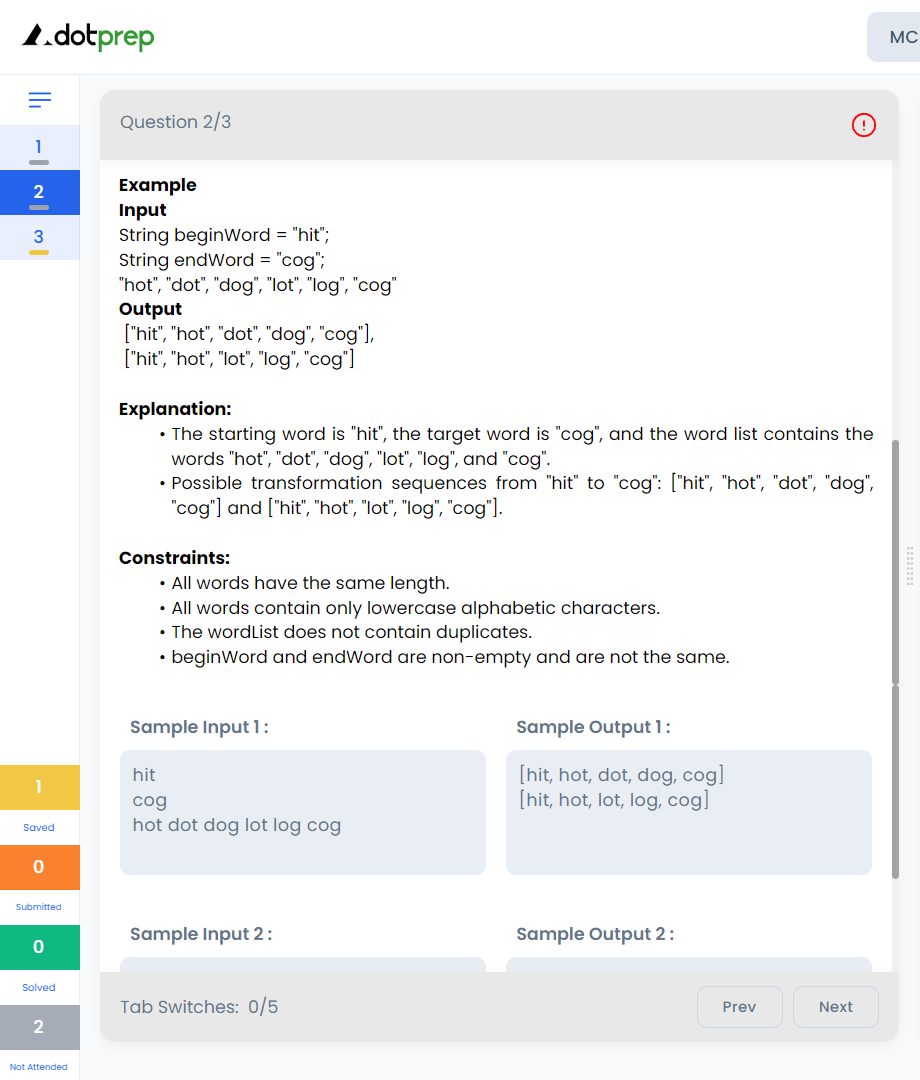 .dotprep
MC
Question 2/3
1
2
3
Example
Input
String beginWord = "hit";
String endWord = "cog";
"hot", "dot", "dog", "lot", "log", "cog"
Output
["hit", "hot", "dot", "dog", "cog"],
["hit", "hot", "lot", "log", "cog"]
Explanation:
• The starting word is "hit", the target word is "cog", and the word list contains the
words "hot", "dot", "dog", "lot", "log", and "cog".
• Possible transformation sequences from "hit" to "cog": ["hit", "hot", "dot", "dog",
"cog"] and ["hit", "hot", "lot", "log", "cog"].
Constraints:
• All words have the same length.
• All words contain only lowercase alphabetic characters.
• The wordList does not contain duplicates.
• beginWord and endWord are non-empty and are not the same.
Sample Input 1 :
hit
cog
hot dot dog lot log cog
Sample Output 1 :
[hit, hot, dot, dog, cog]
[hit, hot, lot, log, cog]
Sample Input 2 :
Sample Output 2 :
1
Saved
0
Submitted
0
Solved
2
Not Attended
Tab Switches: 0/5
Prev
Next